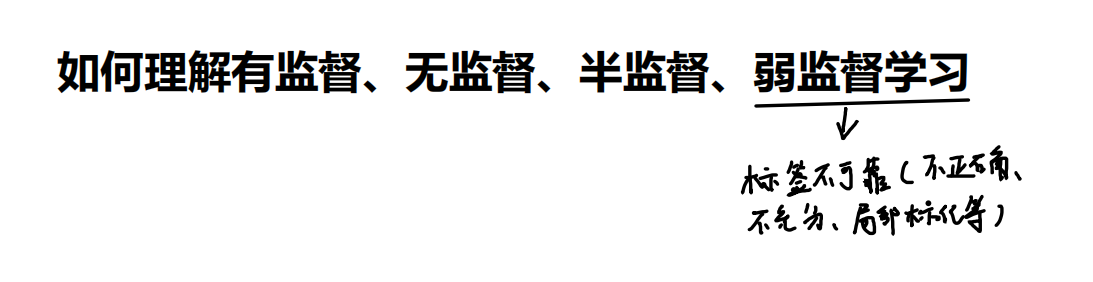 如何理解有监督、无监督、半监督、弱监督学习
标签不可靠(不正确、
不充分、局部标化等)